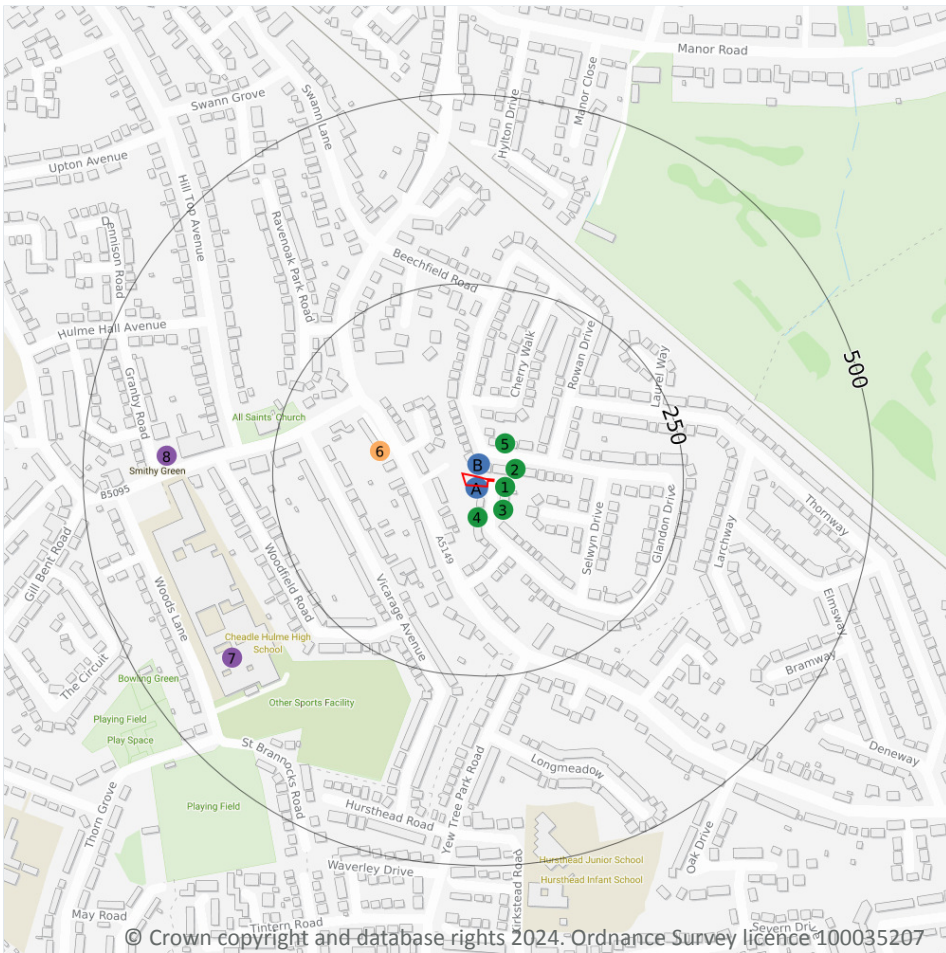 Manor Road
Swann Grove
Swann Lane
Hylton Drive
Manor Close
Upton Avenue
Hill Top Avenue
Ravenoak Park Road
Jennison Road
Beechfield Road
Hulme Hall Avenue
Cherry Walk
Rowan Drive
Laurel Way
500
250
Granby Road
All Saints' Church
8
Smithy Green
6
5
B
2
A
1
4
3
B5095
Gill Bent Road
Woods Lane
Woodfield Road
Vicarage Avenue
A5149
Selwyn Drive
Glandon Drive
Larchway
Thornway
Elmsway
Bramway
Cheadle Hulme High
School
7
The Circuit
Bowling Green
Other Sports Facility
Playing Field
Play Space
St Brannocks Road
Yew Tree Park Road
Longmeadow
Deneway
Thorn Grove
Playing Field
Hursthead Road
Waverley Drive
Kirkstead Road
Hursthead Junior School
Hursthead Infant School
Oak Drive
May Road
Tintern Road
Severn Drive
© Crown copyright and database rights 2024. Ordnance Survey licence 100035207